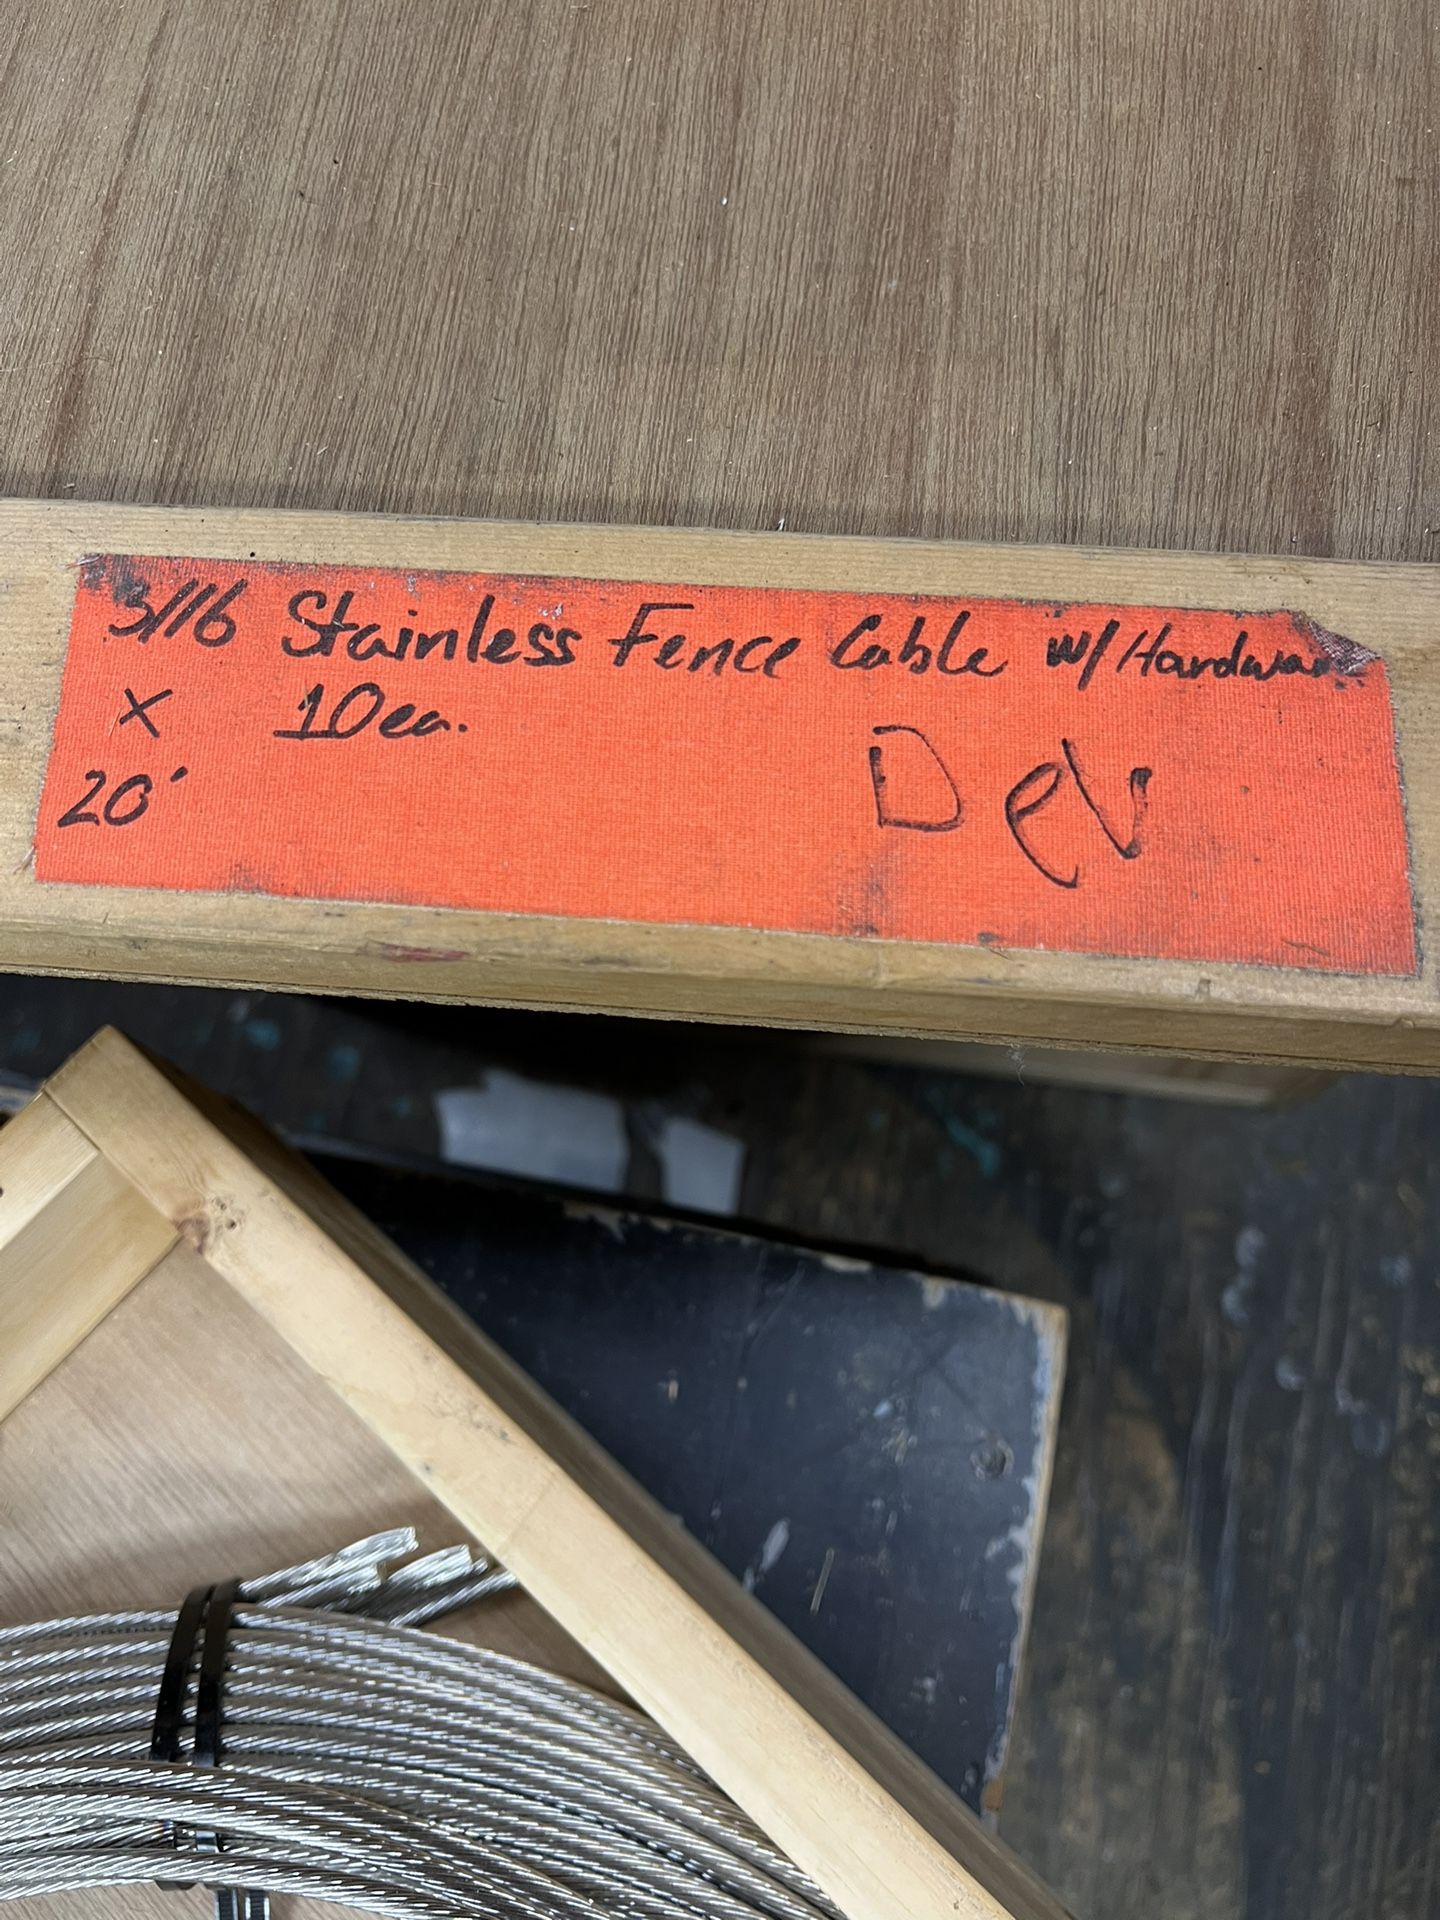 3/16 Stainless Fence Cable w/ Hardware
x 10ea.
20' Dev